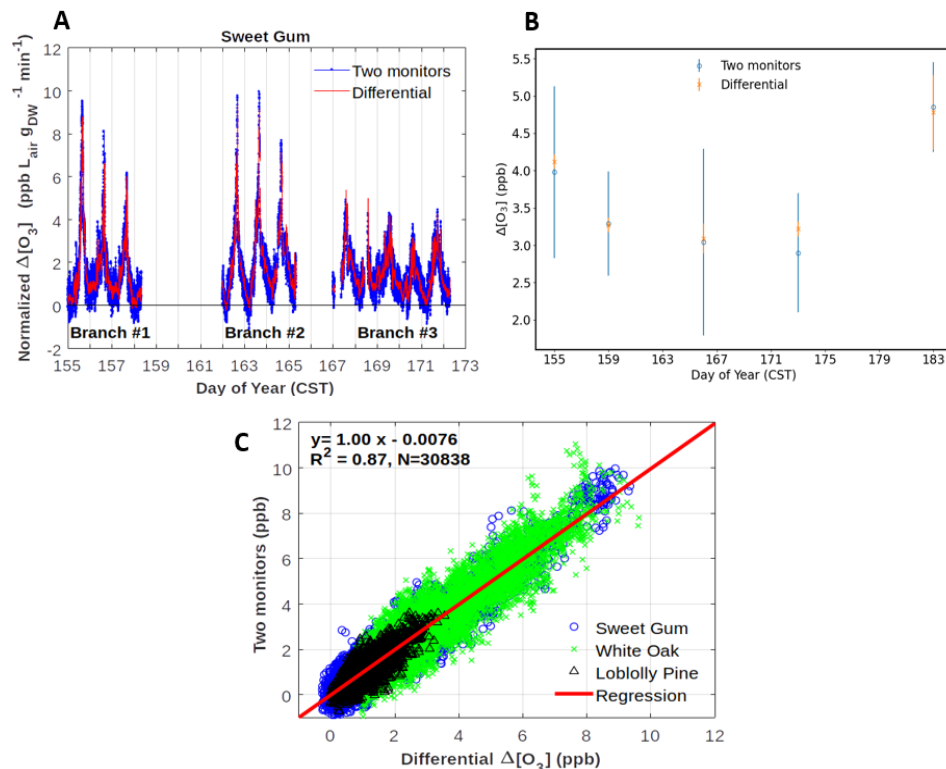 A
Sweet Gum
Normalized Δ[O₃] (ppb L_air g_DW ⁻¹ min⁻¹)
12
10
8
6
4
2
0
-2
Two monitors
Differential
Branch #1 Branch #2 Branch #3
155 157 159 161 163 165 167 169 171 173
Day of Year (CST)
B
Δ[O₃] (ppb)
5.5
5.0
4.5
4.0
3.5
3.0
2.5
2.0
Two monitors
Differential
155 159 163 167 171 175 179 183
Day of Year (CST)
C
Two monitors (ppb)
12
10
8
6
4
2
0
y= 1.00 x - 0.0076
R² = 0.87, N=30838
Sweet Gum
White Oak
Loblolly Pine
Regression
0 2 4 6 8 10 12
Differential Δ[O₃] (ppb)